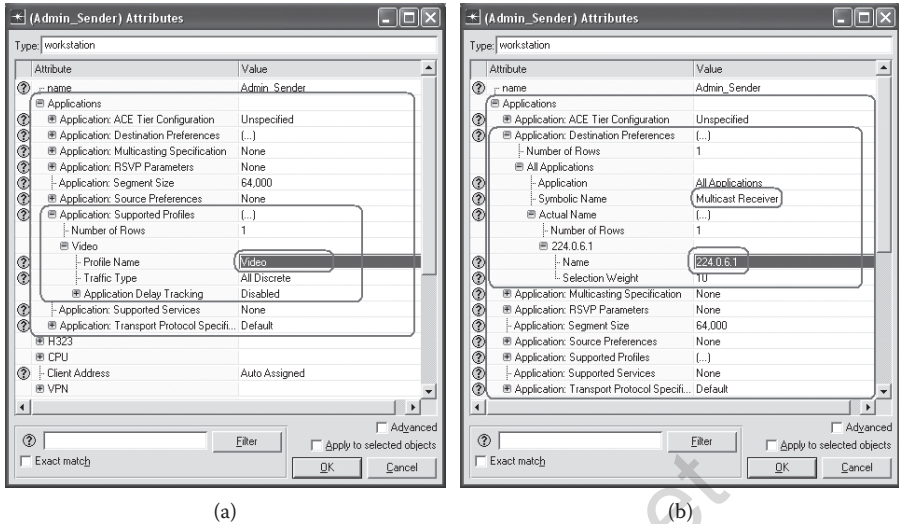 (Admin_Sender) Attributes
Type: workstation
Attribute Value
name Admin_Sender
Applications
Application: ACE Tier Configuration Unspecified
Application: Destination Preferences (...)
Application: Multicasting Specification None
Application: RSVP Parameters None
Application: Segment Size 64,000
Application: Source Preferences None
Application: Supported Profiles (...)
Number of Rows 1
Video
Profile Name Video
Traffic Type All Discrete
Application Delay Tracking Disabled
Application: Supported Services None
Application: Transport Protocol Specifi... Default
H323
CPU
Client Address Auto Assigned
VPN
Advanced
Filter
Apply to selected objects
Exact match
OK Cancel
(a)
(Admin_Sender) Attributes
Type: workstation
Attribute Value
name Admin_Sender
Applications
Application: ACE Tier Configuration Unspecified
Application: Destination Preferences (...)
Number of Rows 1
All Applications
Application All Applications
Symbolic Name Multicast Receiver
Actual Name (...)
Number of Rows 1
224.0.6.1
Name 224.0.6.1
Selection Weight 10
Application: Multicasting Specification None
Application: RSVP Parameters None
Application: Segment Size 64,000
Application: Source Preferences None
Application: Supported Profiles (...)
Application: Supported Services None
Application: Transport Protocol Specifi... Default
Advanced
Filter
Apply to selected objects
Exact match
OK Cancel
(b)